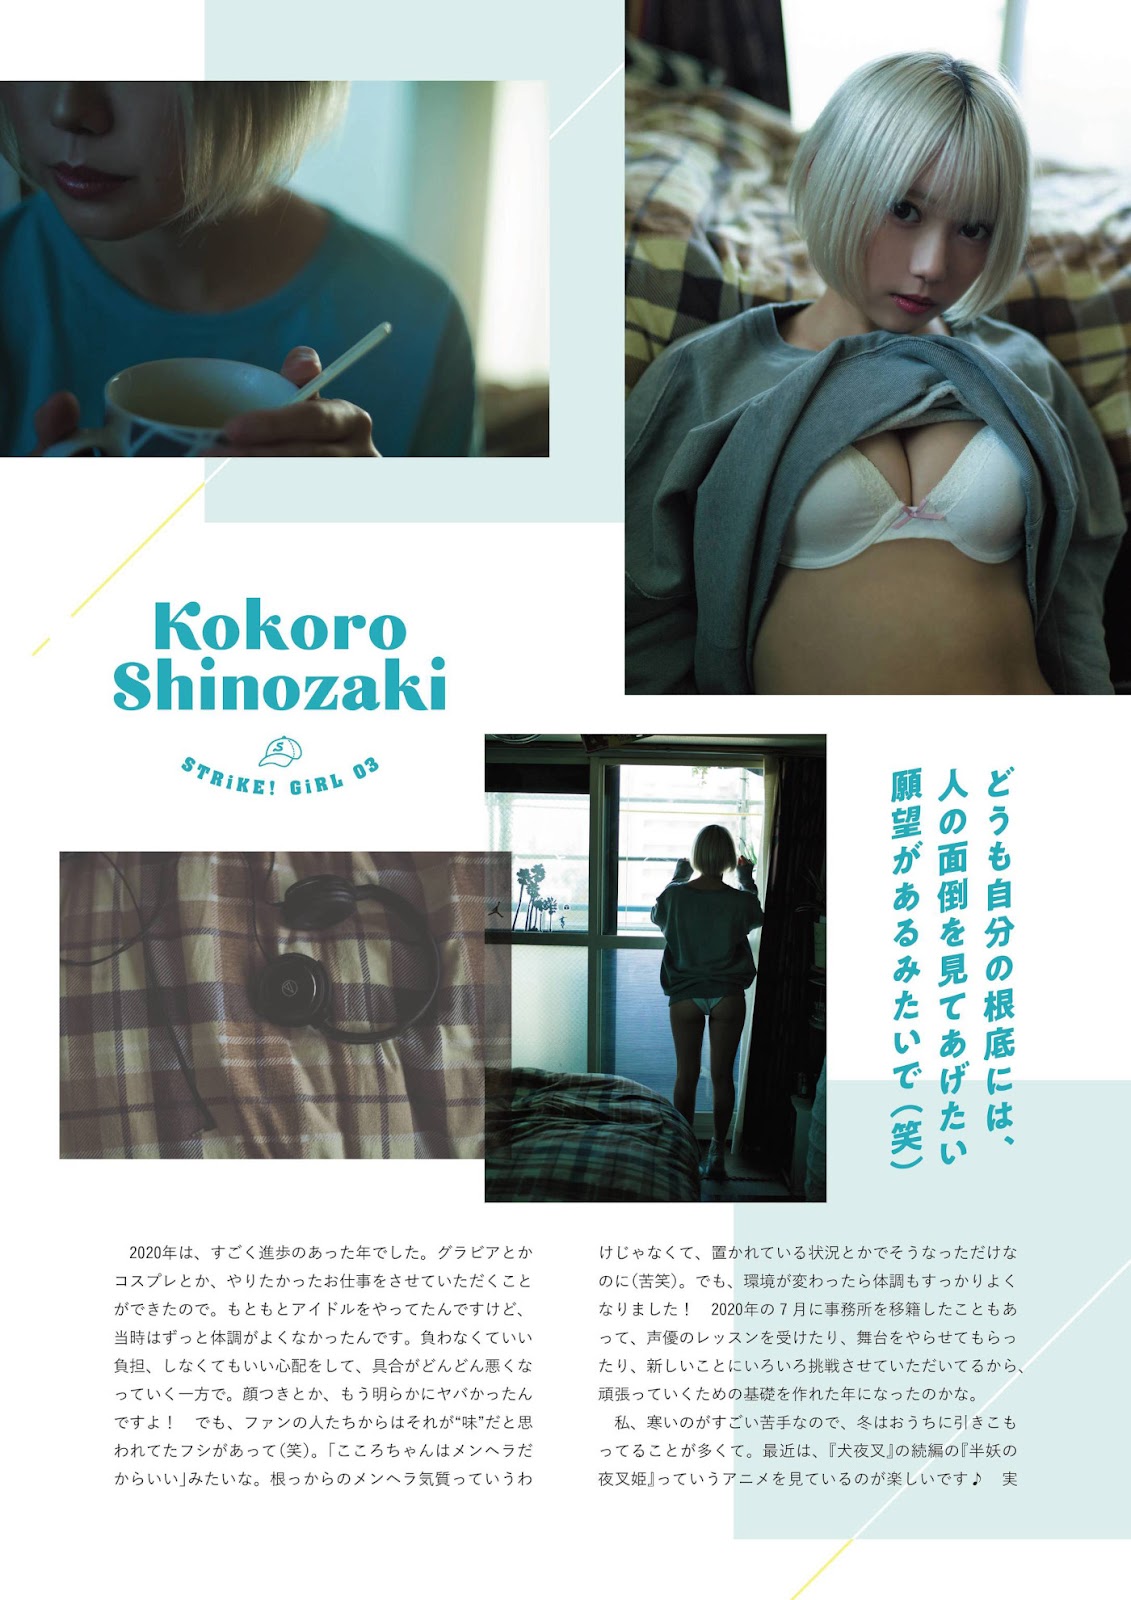 Kokoro
Shinozaki
STRiKE! GiRL 03
どうも自分の根底には、
人の面倒を見てあげたい
願望があるみたいで（笑）
2020年は、すごく進歩のあった年でした。グラビアとか
コスプレとか、やりたかったお仕事をさせていただくこと
ができたので。もともとアイドルをやってたんですけど、
当時はずっと体調がよくなかったんです。負わなくていい
負担、しなくてもいい心配をして、具合がどんどん悪くな
っていく一方で。顔つきとか、もう明らかにヤバかったん
ですよ！　でも、ファンの人たちからはそれが“味”だと思
われてたフシがあって（笑）。「こころちゃんはメンヘラだ
からいい」みたいな。根っからのメンヘラ気質っていうわ
けじゃなくて、置かれている状況とかでそうなっただけな
のに（苦笑）。でも、環境が変わったら体調もすっかりよく
なりました！　2020年の７月に事務所を移籍したこともあ
って、声優のレッスンを受けたり、舞台をやらせてもらっ
たり、新しいことにいろいろ挑戦させていただいてるから、
頑張っていくための基礎を作れた年になったのかな。
私、寒いのがすごい苦手なので、冬はおうちに引きこも
ってることが多くて。最近は、『犬夜叉』の続編の『半妖の
夜叉姫』っていうアニメを見ているのが楽しいです♪　実